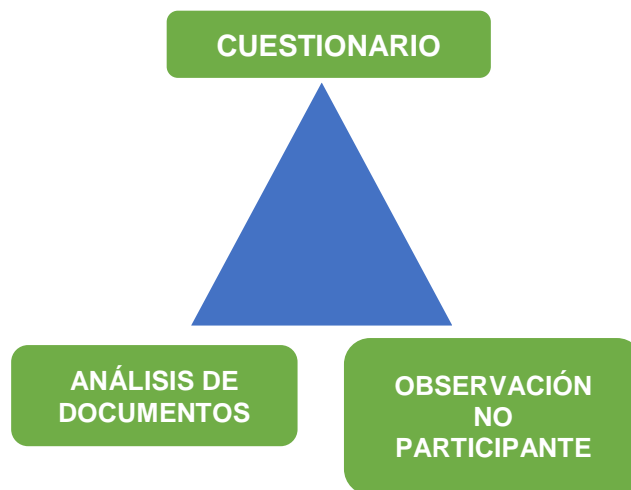 CUESTIONARIO
ANÁLISIS DE
DOCUMENTOS
OBSERVACIÓN
NO
PARTICIPANTE